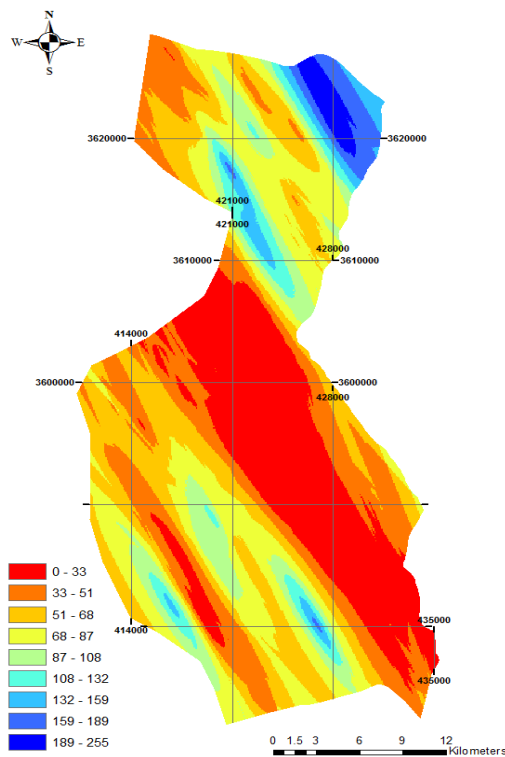 N
W E
S
3620000 3620000
421000
421000
428000
3610000 3610000
414000
3600000 3600000
428000
0 - 33
33 - 51
51 - 68
68 - 87
87 - 108
108 - 132
132 - 159
159 - 189
189 - 255
414000
435000
435000
0 1.5 3 6 9 12
Kilometers